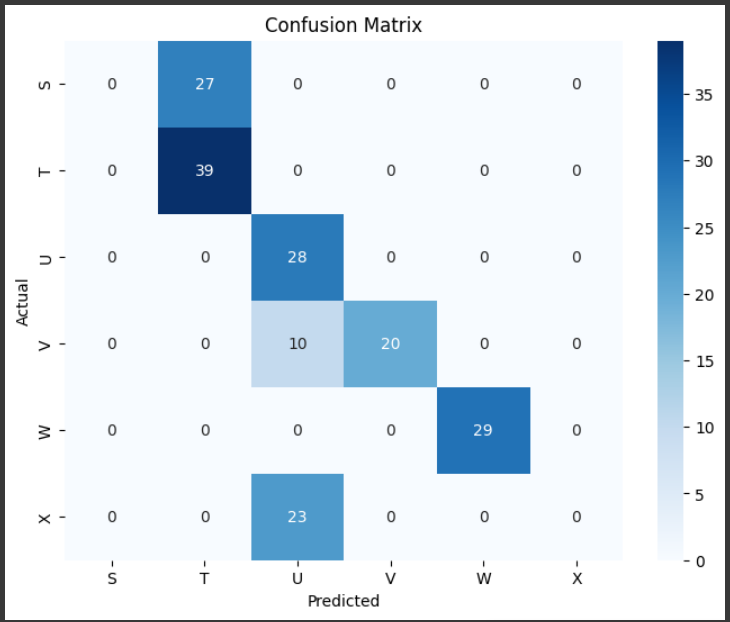 Confusion Matrix
S 0 27 0 0 0 0
T 0 39 0 0 0 0
U 0 0 28 0 0 0
V 0 0 10 20 0 0
W 0 0 0 0 29 0
X 0 0 23 0 0 0
S T U V W X
Actual
Predicted
35
30
25
20
15
10
5
0